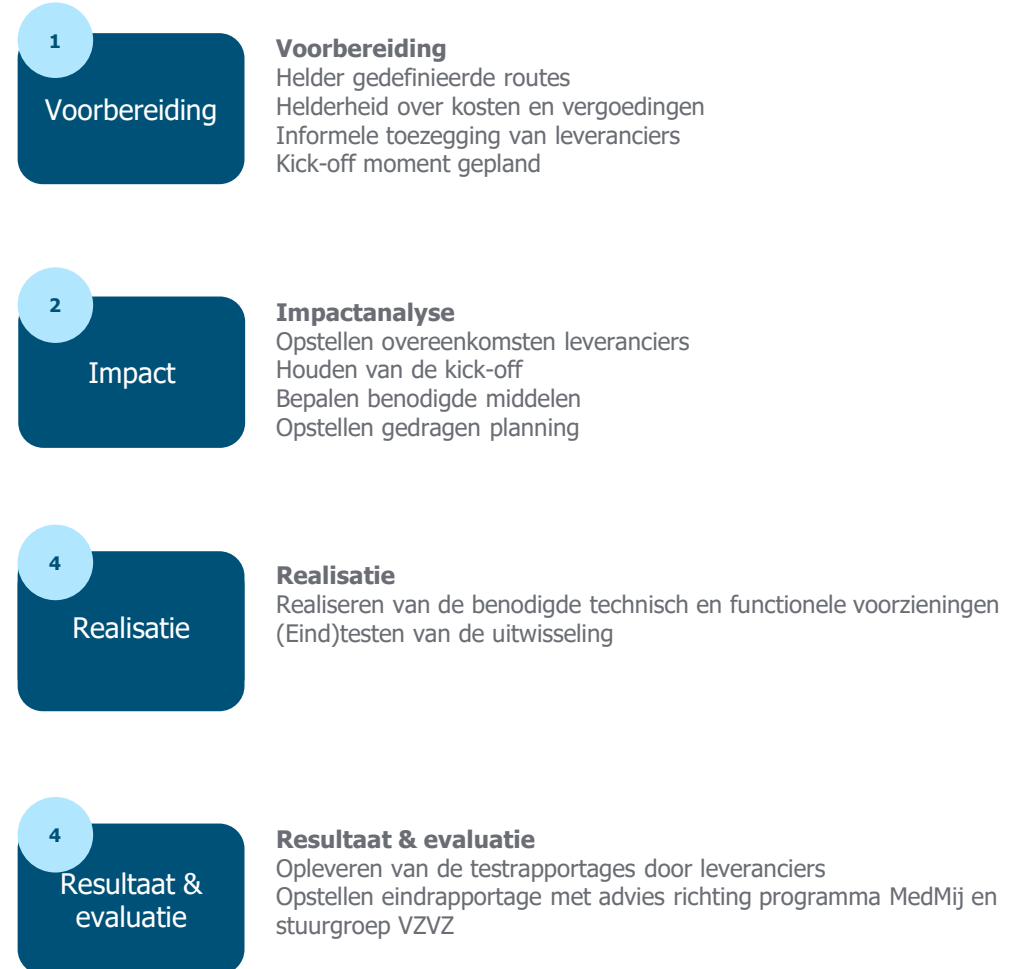 1
Voorbereiding
Voorbereiding
Helder gedefinieerde routes
Helderheid over kosten en vergoedingen
Informele toezegging van leveranciers
Kick-off moment gepland
2
Impact
Impactanalyse
Opstellen overeenkomsten leveranciers
Houden van de kick-off
Bepalen benodigde middelen
Opstellen gedragen planning
4
Realisatie
Realisatie
Realiseren van de benodigde technisch en functionele voorzieningen
(Eind)testen van de uitwisseling
4
Resultaat &
evaluatie
Resultaat & evaluatie
Opleveren van de testrapportages door leveranciers
Opstellen eindrapportage met advies richting programma MedMij en
stuurgroep VZVZ